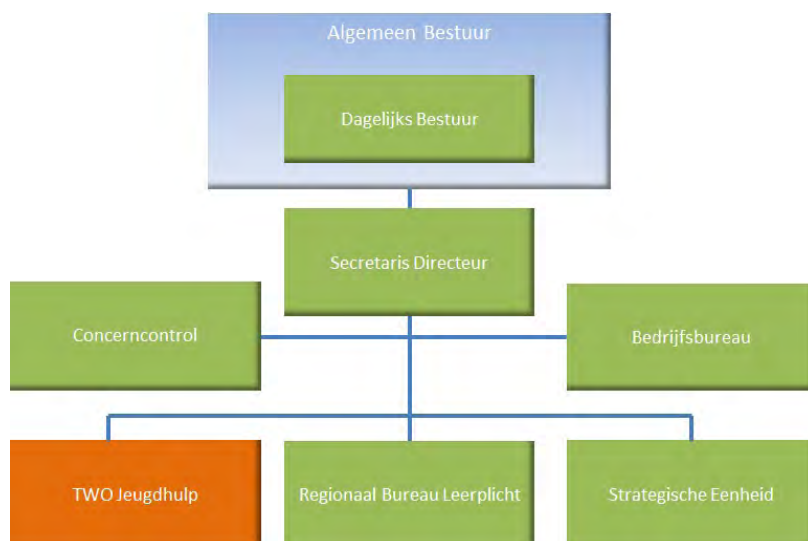 Algemeen Bestuur
Dagelijks Bestuur
Secretaris Directeur
Concerncontrol
Bedrijfsbureau
TWO Jeugdhulp
Regionaal Bureau Leerplicht
Strategische Eenheid